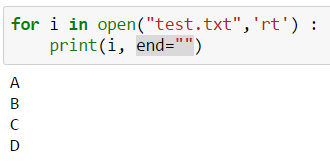 for i in open("test.txt",'rt') :
    print(i, end="")
A
B
C
D